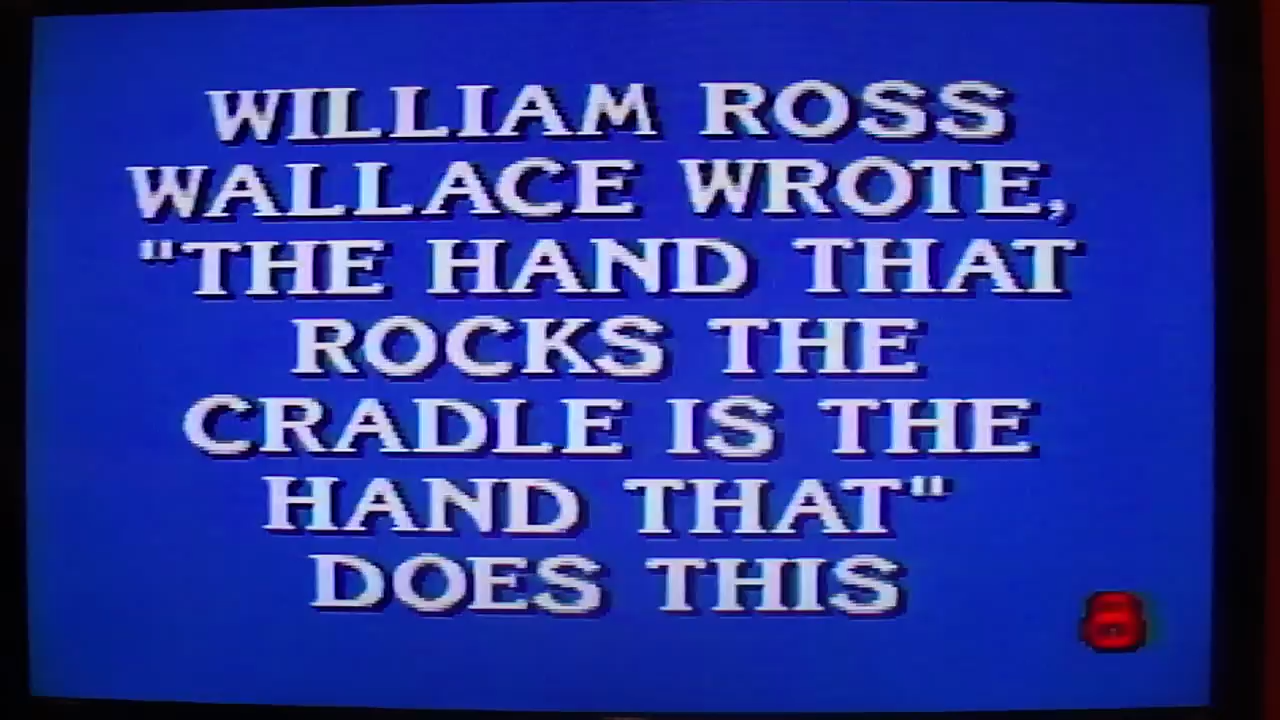 WILLIAM ROSS
WALLACE WROTE,
"THE HAND THAT
ROCKS THE
CRADLE IS THE
HAND THAT"
DOES THIS